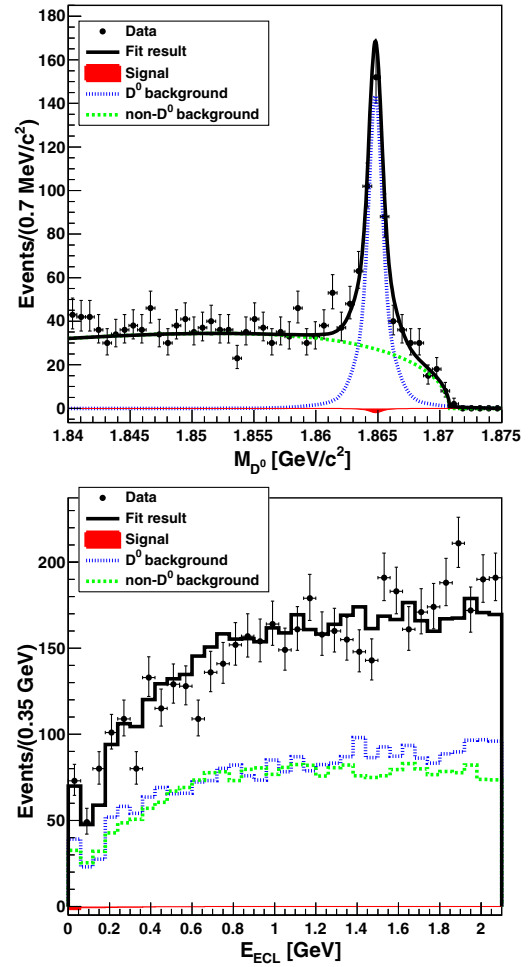 Events/(0.7 MeV/c²)
180
160
140
120
100
80
60
40
20
0
Data
Fit result
Signal
D⁰ background
non-D⁰ background
1.84 1.845 1.85 1.855 1.86 1.865 1.87 1.875
M_D⁰ [GeV/c²]
Events/(0.35 GeV)
200
150
100
50
0
Data
Fit result
Signal
D⁰ background
non-D⁰ background
0 0.2 0.4 0.6 0.8 1 1.2 1.4 1.6 1.8 2
E_ECL [GeV]